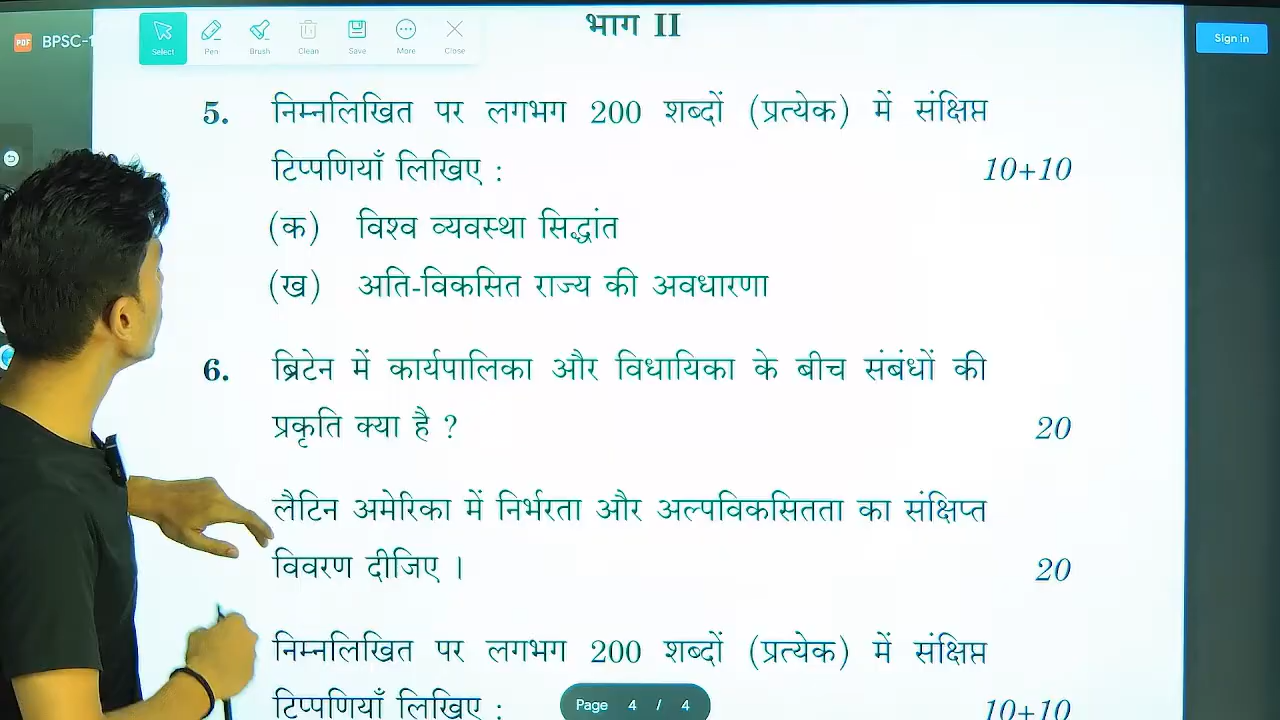 भाग II
BPSC-1
Select
Pen
Brush
Clean
Save
More
Close
Sign in
5. निम्नलिखित पर लगभग 200 शब्दों (प्रत्येक) में संक्षिप्त
टिप्पणियाँ लिखिए : 10+10
(क) विश्व व्यवस्था सिद्धांत
(ख) अति-विकसित राज्य की अवधारणा
6. ब्रिटेन में कार्यपालिका और विधायिका के बीच संबंधों की
प्रकृति क्या है ? 20
लैटिन अमेरिका में निर्भरता और अल्पविकसितता का संक्षिप्त
विवरण दीजिए । 20
निम्नलिखित पर लगभग 200 शब्दों (प्रत्येक) में संक्षिप्त
टिप्पणियाँ लिखिए : 10+10
Page 4 / 4